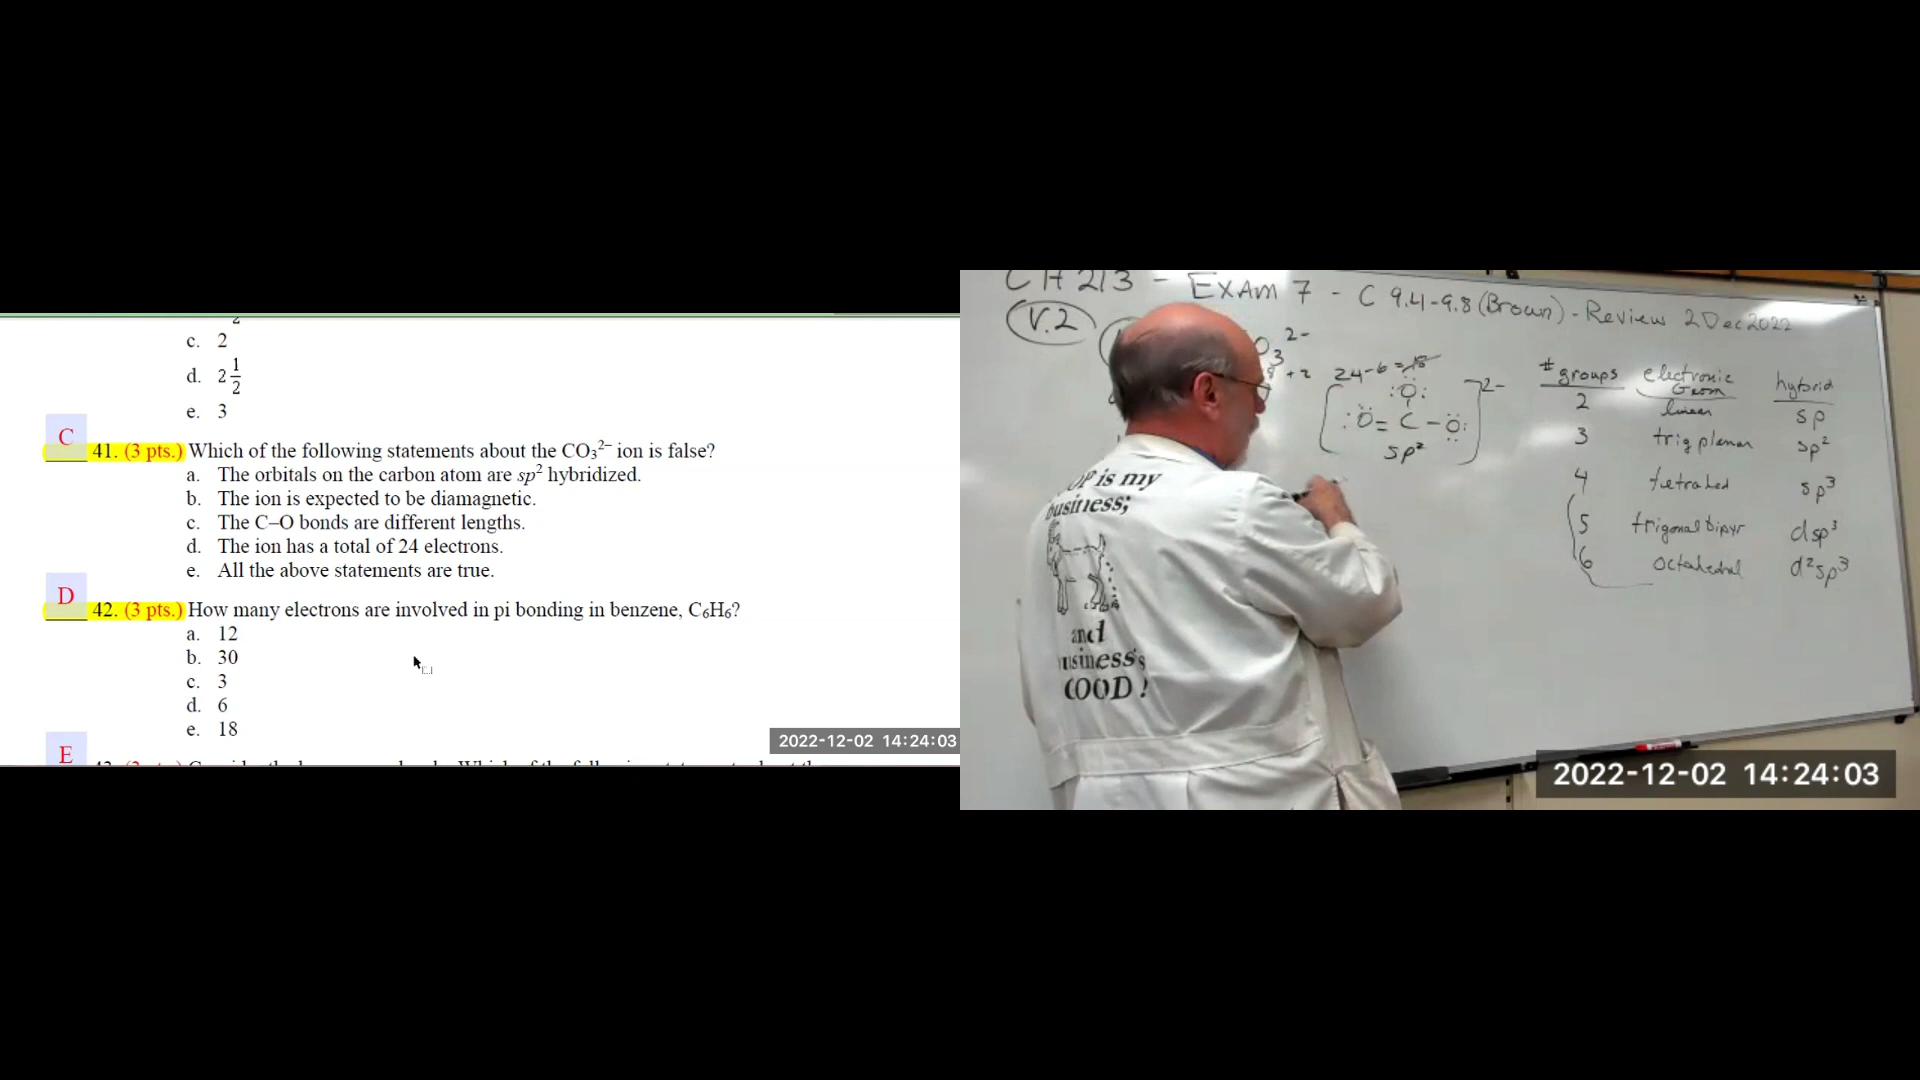 c. 2
d. 2 1/2
e. 3
C
41. (3 pts.) Which of the following statements about the CO₃²⁻ ion is false?
a. The orbitals on the carbon atom are sp² hybridized.
b. The ion is expected to be diamagnetic.
c. The C–O bonds are different lengths.
d. The ion has a total of 24 electrons.
e. All the above statements are true.
D
42. (3 pts.) How many electrons are involved in pi bonding in benzene, C₆H₆?
a. 12
b. 30
c. 3
d. 6
e. 18
E
2022-12-02 14:24:03
CH 213 - EXAM 7 - C 9.4-9.8 (Brown) - Review 2 Dec 2022
V.2
O₃²⁻
+2
24-6=18
[:O=C-O:]²⁻
O
sp²
# groups electronic Geom hybrid
2 linear sp
3 trig planar sp²
4 tetrahed sp³
5 trigonal bipyr dsp³
6 octahedral d²sp³
is my
business;
and
GOOD!
2022-12-02 14:24:03